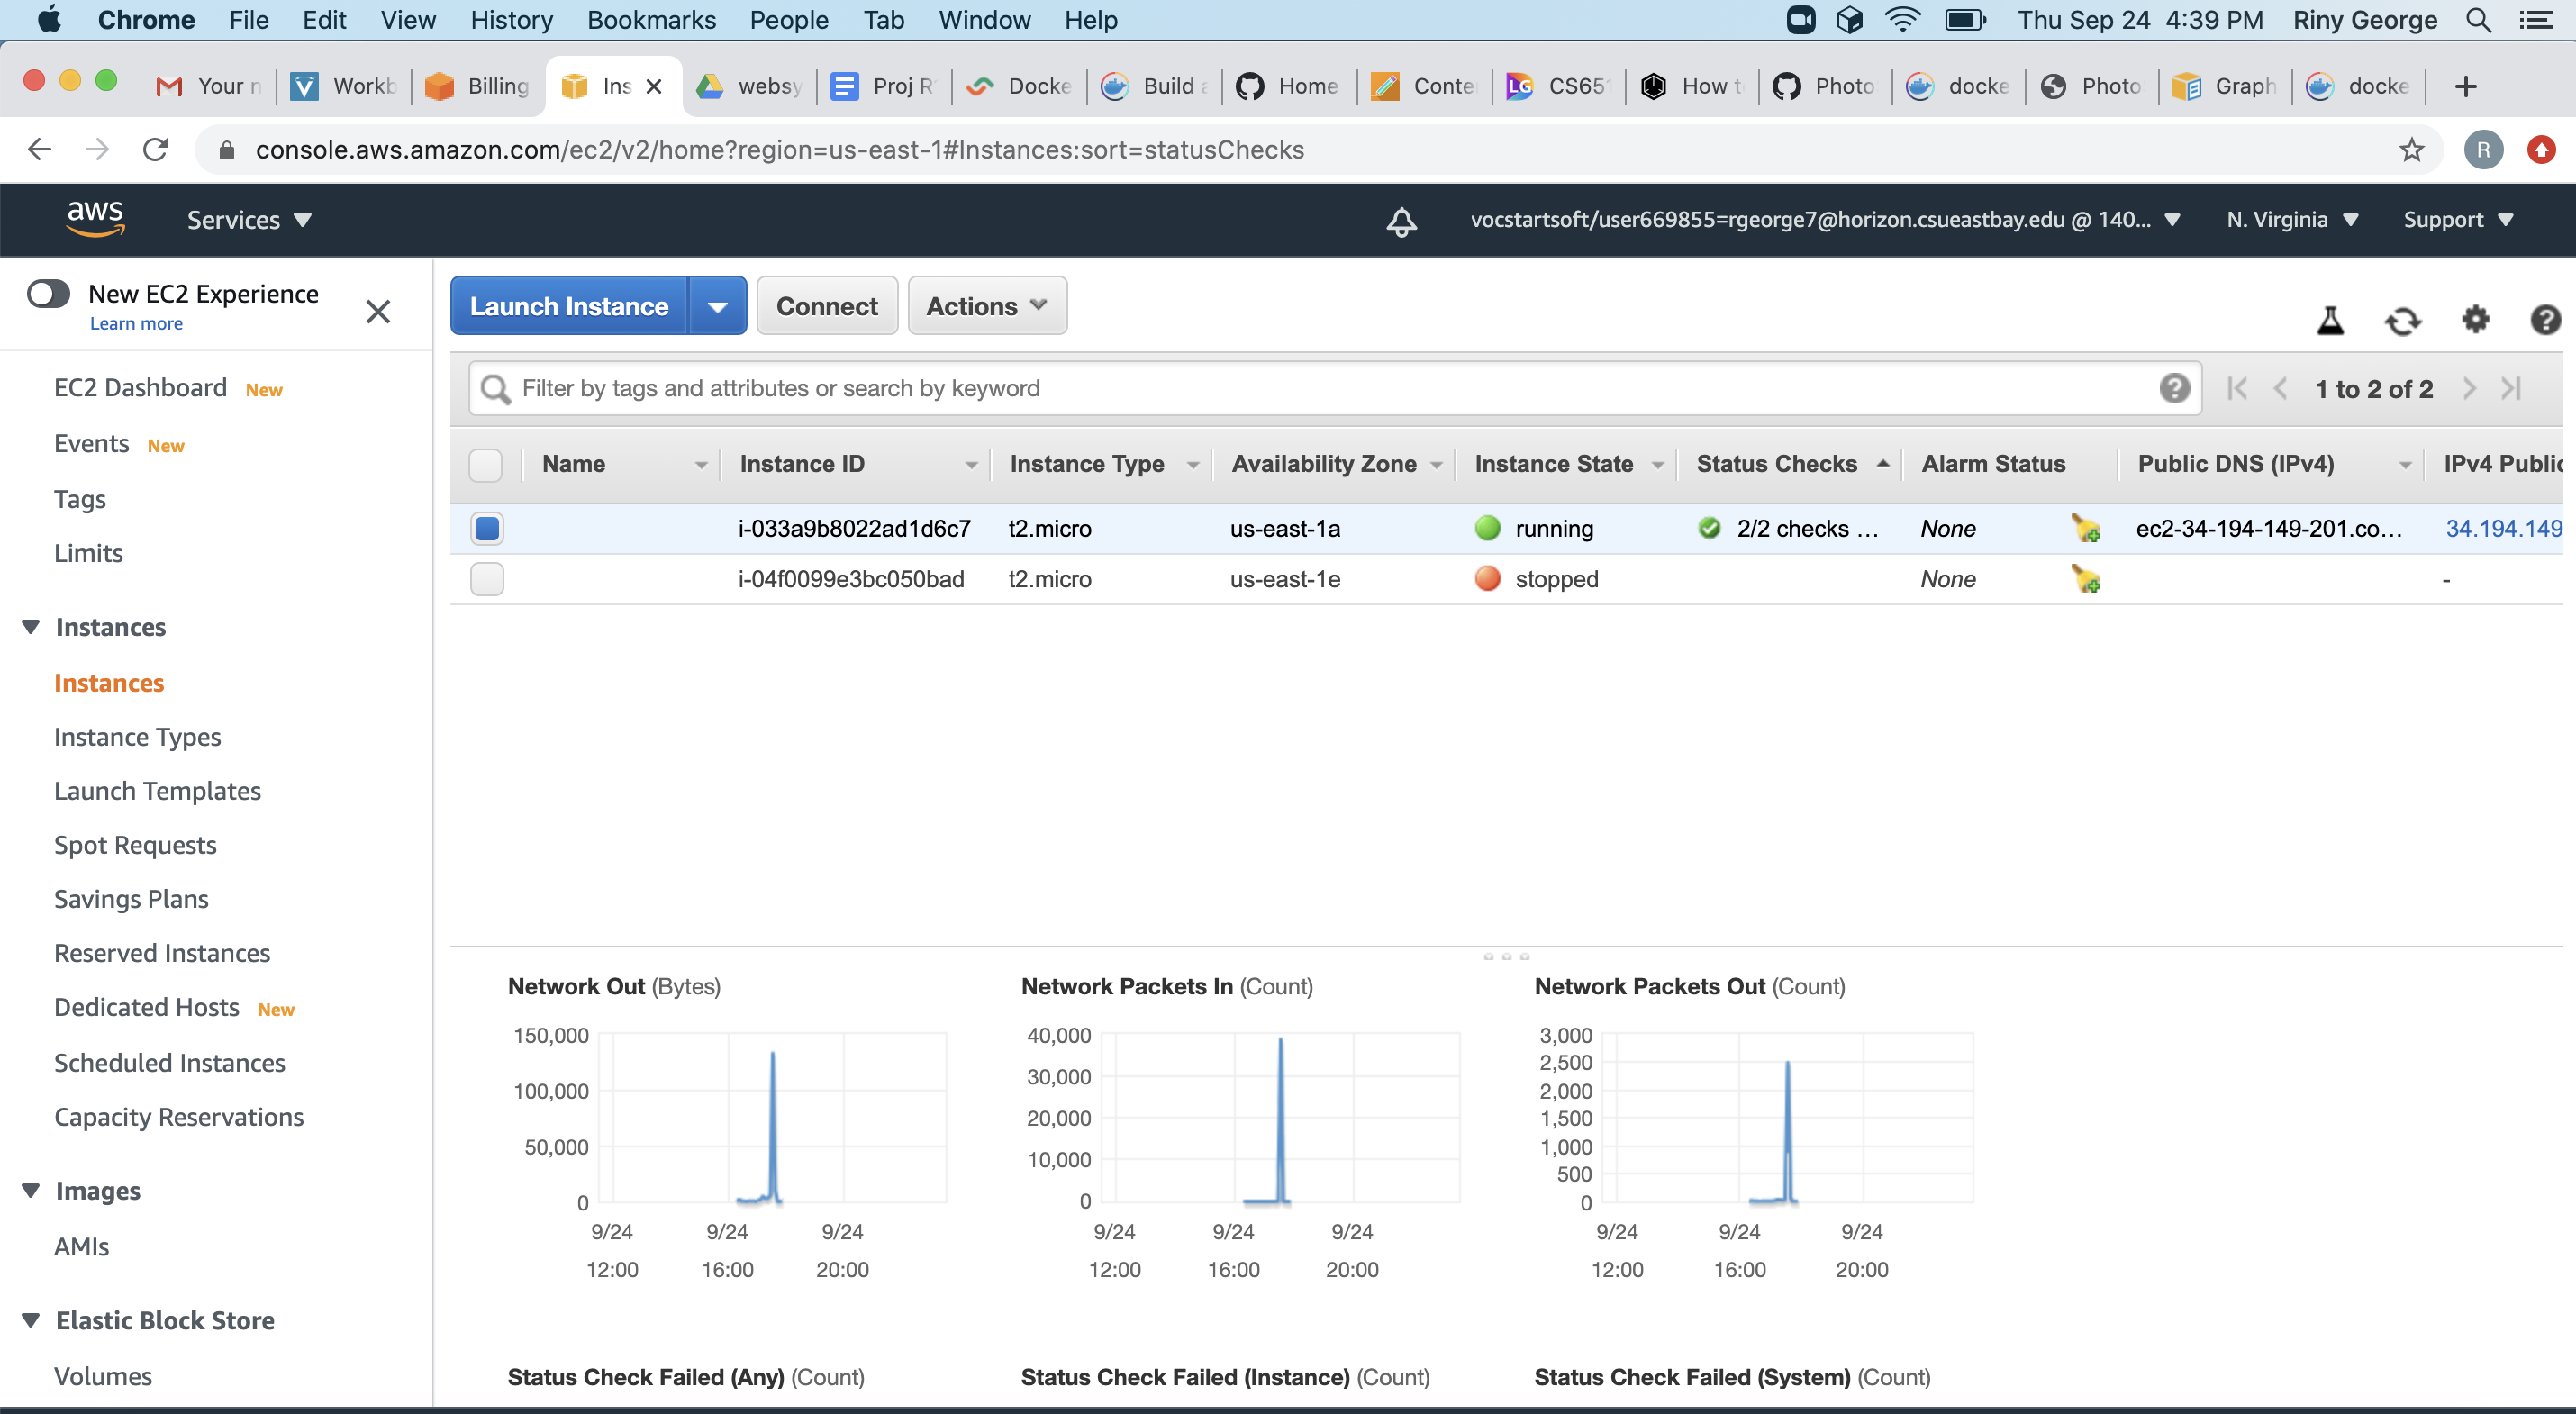 Chrome File Edit View History Bookmarks People Tab Window Help Thu Sep 24 4:39 PM Riny George
Your n Workb Billing Ins websy Proj R Docke Build a Home Conte CS65 How t Photo docke Photo Graph docke
console.aws.amazon.com/ec2/v2/home?region=us-east-1#Instances:sort=statusChecks R
aws Services vocstartsoft/user669855=rgeorge7@horizon.csueastbay.edu @ 140... N. Virginia Support
New EC2 Experience
Learn more
Launch Instance Connect Actions
Filter by tags and attributes or search by keyword 1 to 2 of 2
Name Instance ID Instance Type Availability Zone Instance State Status Checks Alarm Status Public DNS (IPv4) IPv4 Public
i-033a9b8022ad1d6c7 t2.micro us-east-1a running 2/2 checks ... None ec2-34-194-149-201.co... 34.194.149
i-04f0099e3bc050bad t2.micro us-east-1e stopped None -
EC2 Dashboard New
Events New
Tags
Limits
Instances
Instances
Instance Types
Launch Templates
Spot Requests
Savings Plans
Reserved Instances
Dedicated Hosts New
Scheduled Instances
Capacity Reservations
Images
AMIs
Elastic Block Store
Volumes
Network Out (Bytes)
150,000
100,000
50,000
0
9/24 9/24 9/24
12:00 16:00 20:00
Network Packets In (Count)
40,000
30,000
20,000
10,000
0
9/24 9/24 9/24
12:00 16:00 20:00
Network Packets Out (Count)
3,000
2,500
2,000
1,500
1,000
500
0
9/24 9/24 9/24
12:00 16:00 20:00
Status Check Failed (Any) (Count)
Status Check Failed (Instance) (Count)
Status Check Failed (System) (Count)